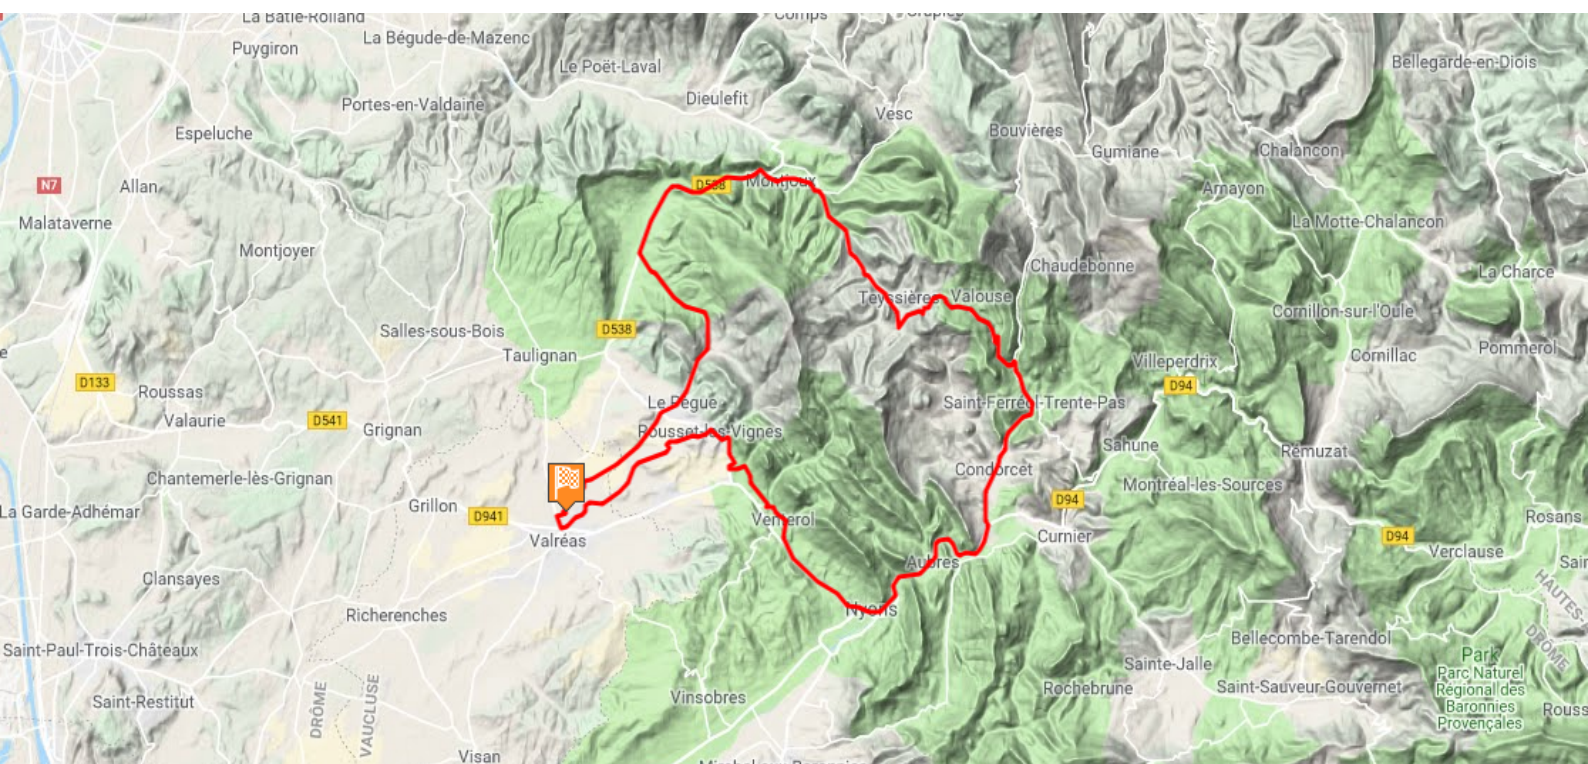 La Bâtie-Rolland
Comps
Puygiron
La Bégude-de-Mazenc
Le Poët-Laval
Bellegarde-en-Diois
Dieulefit
Portes-en-Valdaine
Vesc
Espeluche
Bouvières
Gumiane
Chalancon
N7
Allan
D538
Montjoux
Arnayon
Malataverne
La Motte-Chalancon
Montjoyer
Chaudebonne
La Charce
Teyssières
Valouse
Cornillon-sur-l'Oule
Salles-sous-Bois
D538
Taulignan
Villeperdrix
Cornillac
Pommerol
D133
D94
Roussas
Le Pègue
Saint-Ferréol-Trente-Pas
Valaurie
D541
Grignan
Rousset-les-Vignes
Sahune
Rémuzat
Condorcet
Chantemerle-lès-Grignan
Montréal-les-Sources
Grillon
D94
La Garde-Adhémar
D941
Venterol
Rosans
Valréas
Curnier
D94
Verclause
Aubres
Clansayes
HAUTES-
Nyons
Richerenches
DRÔME
Bellecombe-Tarendol
Saint-Paul-Trois-Châteaux
Sainte-Jalle
Park
Parc Naturel
Régional des
Baronnies
Provençales
Rochebrune
Saint-Sauveur-Gouvernet
Vinsobres
Saint-Restitut
DRÔME
VAUCLUSE
Visan